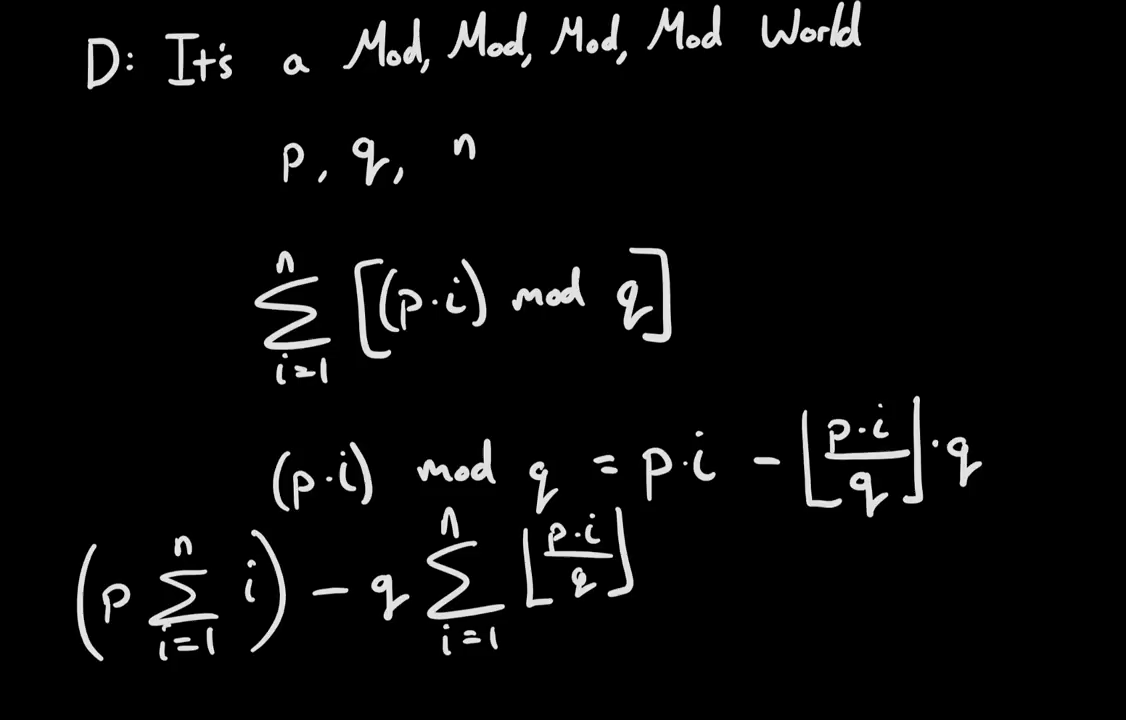 D: It's a Mod, Mod, Mod, Mod World
p, q, n
n
∑ [(p·i) mod q]
i=1
(p·i) mod q = p·i − ⌊p·i/q⌋·q
(p ∑_{i=1}^{n} i) − q ∑_{i=1}^{n} ⌊p·i/q⌋